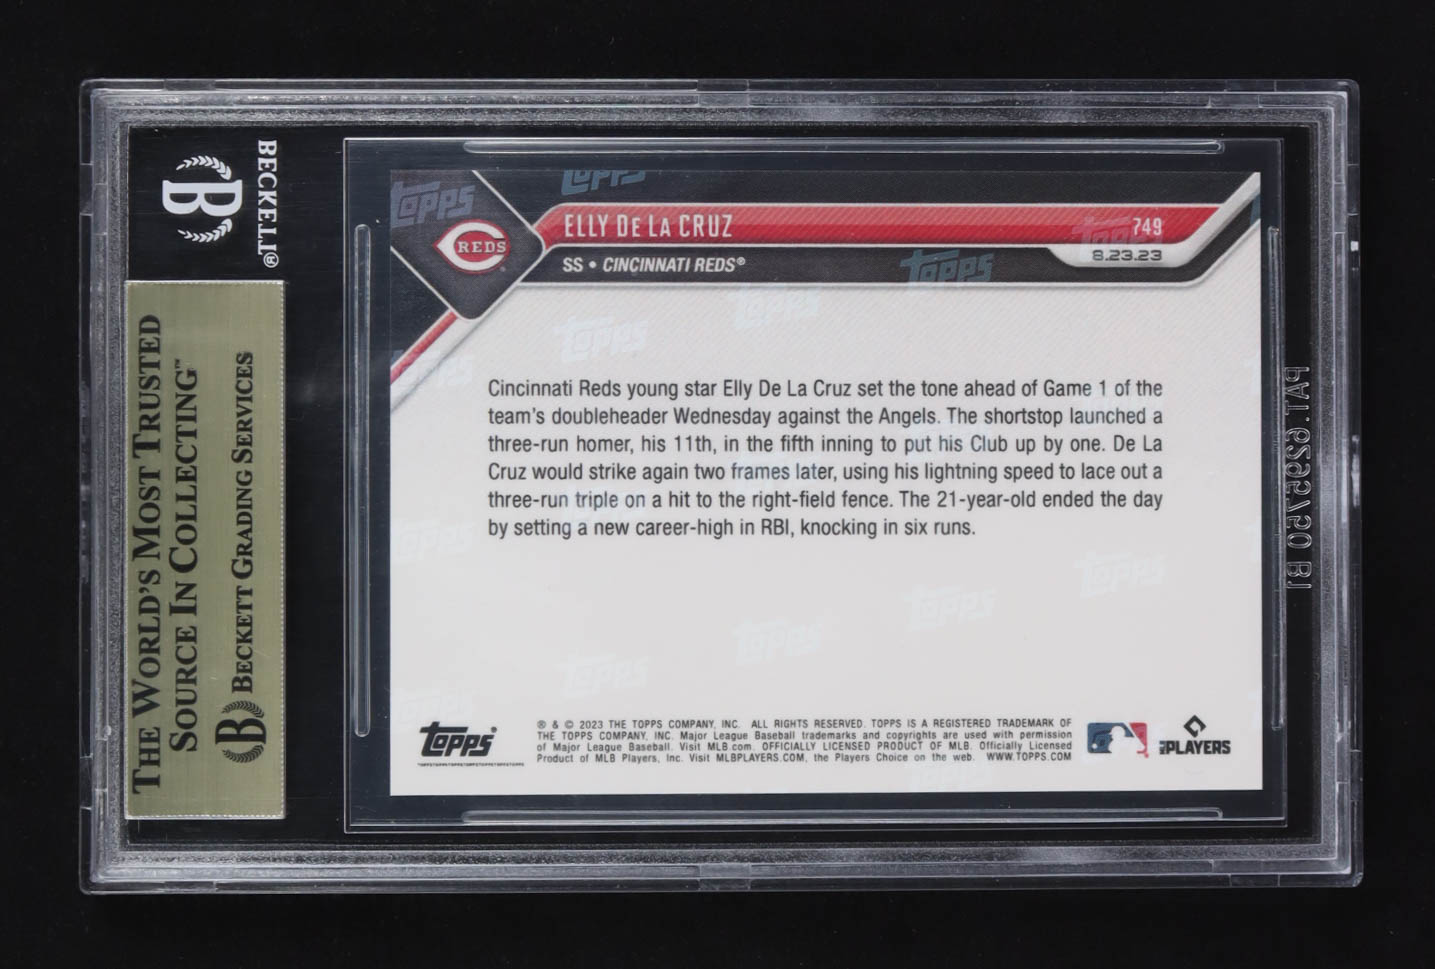 BECKETT®
B
THE WORLD'S MOST TRUSTED
SOURCE IN COLLECTING™
B BECKETT GRADING SERVICES
Topps
Topps
REDS
ELLY DE LA CRUZ
749
SS • CINCINNATI REDS®
8.23.23
Cincinnati Reds young star Elly De La Cruz set the tone ahead of Game 1 of the
team's doubleheader Wednesday against the Angels. The shortstop launched a
three-run homer, his 11th, in the fifth inning to put his Club up by one. De La
Cruz would strike again two frames later, using his lightning speed to lace out a
three-run triple on a hit to the right-field fence. The 21-year-old ended the day
by setting a new career-high in RBI, knocking in six runs.
Topps®
® & © 2023 THE TOPPS COMPANY, INC. ALL RIGHTS RESERVED. TOPPS IS A REGISTERED TRADEMARK OF
THE TOPPS COMPANY, INC. Major League Baseball trademarks and copyrights are used with permission
of Major League Baseball. Visit MLB.com. OFFICIALLY LICENSED PRODUCT OF MLB. Officially Licensed
Product of MLB Players, Inc. Visit MLBPLAYERS.COM, the Players Choice on the web. WWW.TOPPS.COM
PLAYERS
PAT. 6295750 B1